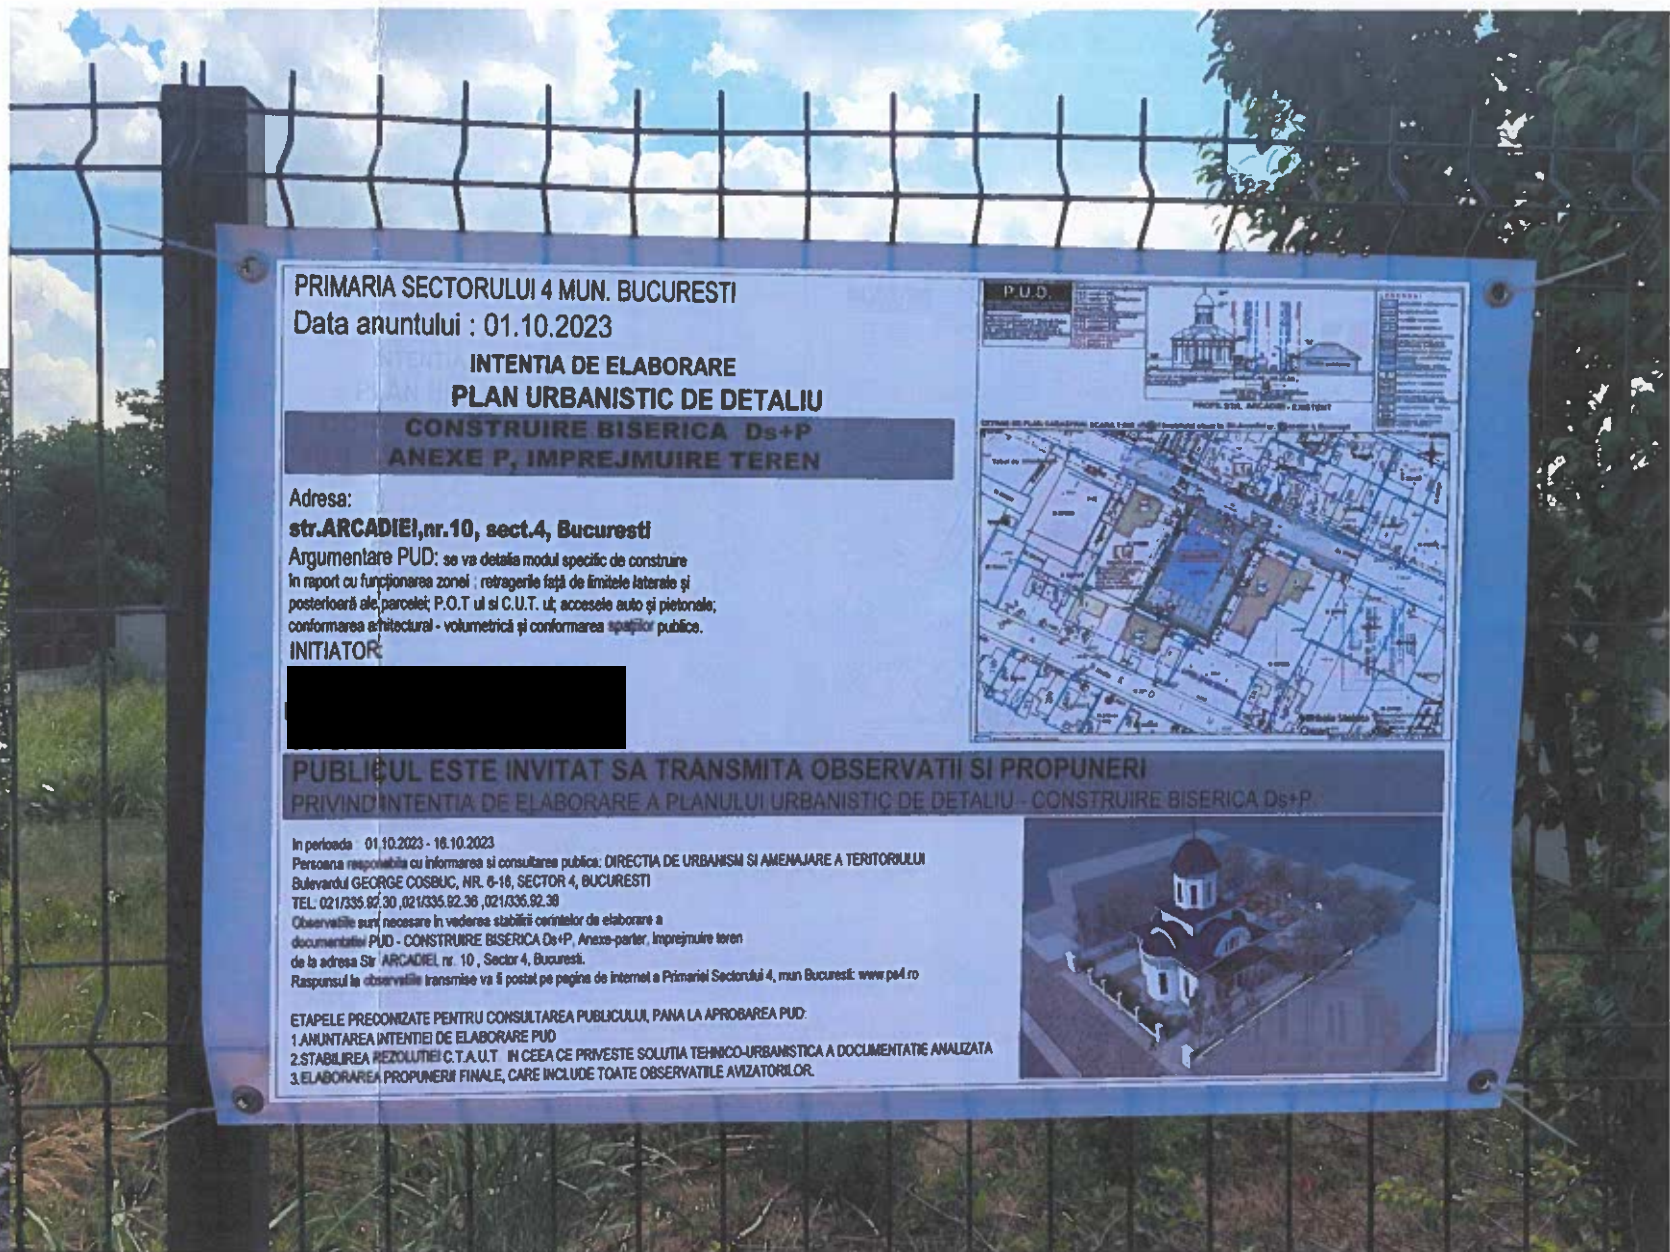 PRIMARIA SECTORULUI 4 MUN. BUCURESTI
Data anuntului : 01.10.2023
INTENTIA DE ELABORARE
PLAN URBANISTIC DE DETALIU
CONSTRUIRE BISERICA Ds+P
ANEXE P, IMPREJMUIRE TEREN
Adresa:
str.ARCADIEI,nr.10, sect.4, Bucuresti
Argumentare PUD: se va detalia modul specific de construire
în raport cu funcționarea zonei : retragerile față de limitele laterale și
posterioară ale parcelei; P.O.T ul si C.U.T. ul; accesele auto și pietonale;
conformarea arhitectural - volumetrică și conformarea spațiilor publice.
INITIATOR:
P.U.D.
PROFIL STR. ARCADIEI - EXISTENT
PUBLICUL ESTE INVITAT SA TRANSMITA OBSERVATII SI PROPUNERI
PRIVIND INTENTIA DE ELABORARE A PLANULUI URBANISTIC DE DETALIU - CONSTRUIRE BISERICA Ds+P.
In perioada : 01.10.2023 - 16.10.2023
Persoana responsabila cu informarea si consultarea publica: DIRECTIA DE URBANISM SI AMENAJARE A TERITORIULUI
Bulevardul GEORGE COSBUC, NR. 6-16, SECTOR 4, BUCURESTI
TEL: 021/335.92.30 ,021/335.92.36 ,021/335.92.38
Observatiile sunt necesare in vederea stabilirii cerintelor de elaborare a
documentatiei PUD - CONSTRUIRE BISERICA Ds+P, Anexe-parter, Imprejmuire teren
de la adresa Str. ARCADIEI, nr. 10 , Sector 4, Bucuresti.
Raspunsul la observatiile transmise va fi postat pe pagina de internet a Primariei Sectorului 4, mun Bucuresti: www.ps4.ro
ETAPELE PRECONIZATE PENTRU CONSULTAREA PUBLICULUI, PANA LA APROBAREA PUD:
1.ANUNTAREA INTENTIEI DE ELABORARE PUD
2.STABILIREA REZOLUTIEI C.T.A.U.T IN CEEA CE PRIVESTE SOLUTIA TEHNICO-URBANISTICA A DOCUMENTATIE ANALIZATA
3.ELABORAREA PROPUNERII FINALE, CARE INCLUDE TOATE OBSERVATIILE AVIZATORILOR.